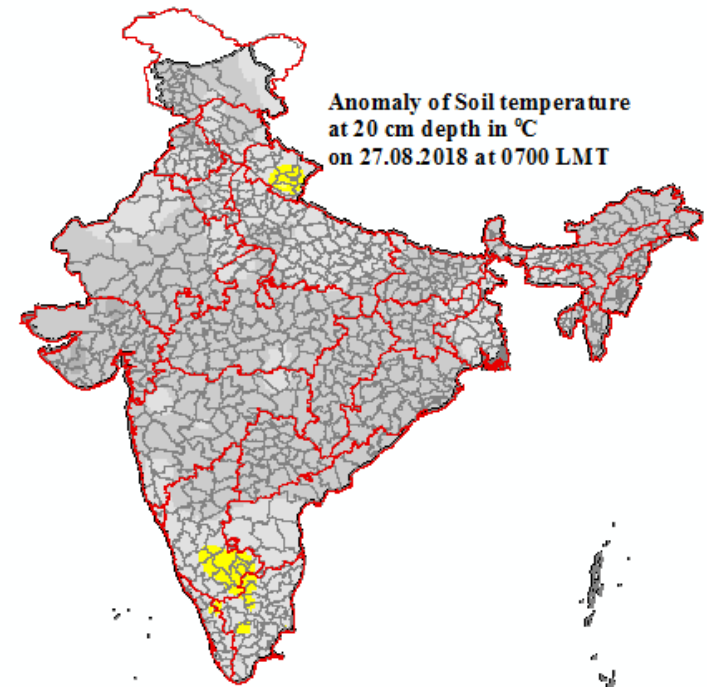 Anomaly of Soil temperature
at 20 cm depth in °C
on 27.08.2018 at 0700 LMT